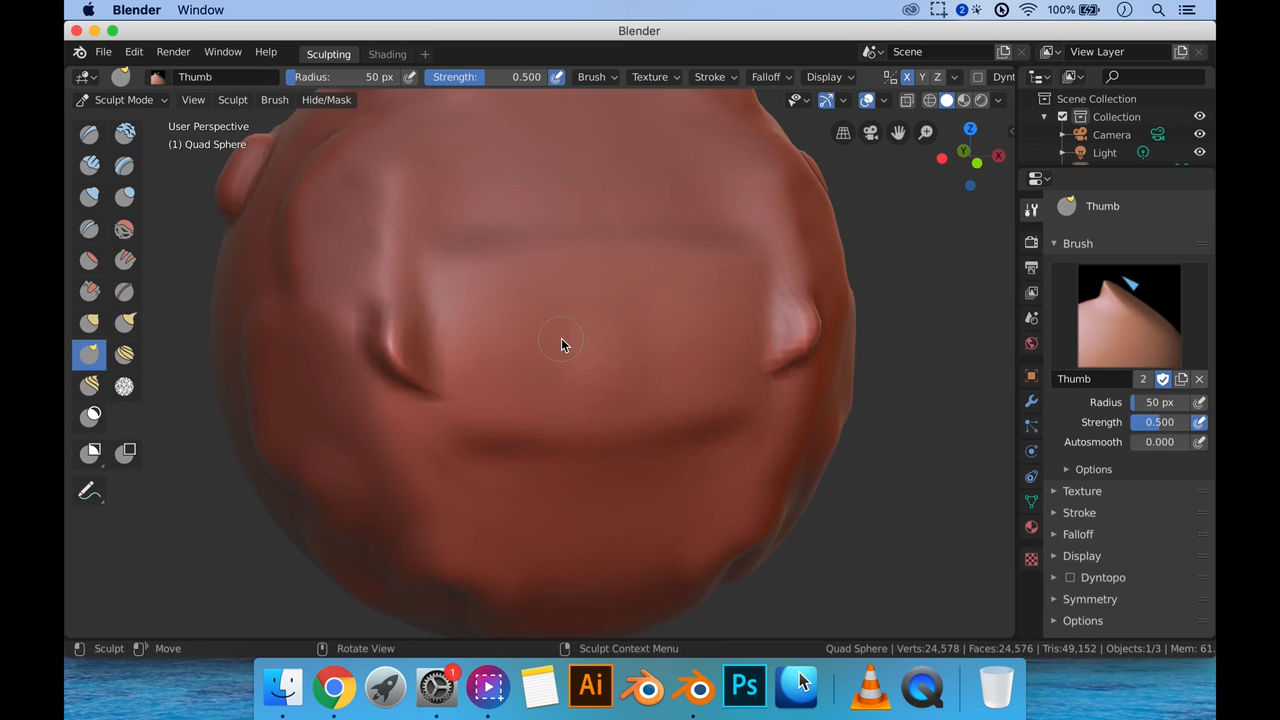 Blender Window 100%
Blender
File Edit Render Window Help Sculpting Shading + Scene View Layer
Thumb Radius: 50 px Strength: 0.500 Brush Texture Stroke Falloff Display X Y Z Dynt
Sculpt Mode View Sculpt Brush Hide/Mask
Scene Collection
Collection
Camera
Light
User Perspective
(1) Quad Sphere
Z
Y
X
Thumb
Brush
Thumb 2
Radius 50 px
Strength 0.500
Autosmooth 0.000
Options
Texture
Stroke
Falloff
Display
Dyntopo
Symmetry
Options
Sculpt Move Rotate View Sculpt Context Menu Quad Sphere | Verts:24,578 | Faces:24,576 | Tris:49,152 | Objects:1/3 | Mem: 61.
1
Ai Ps